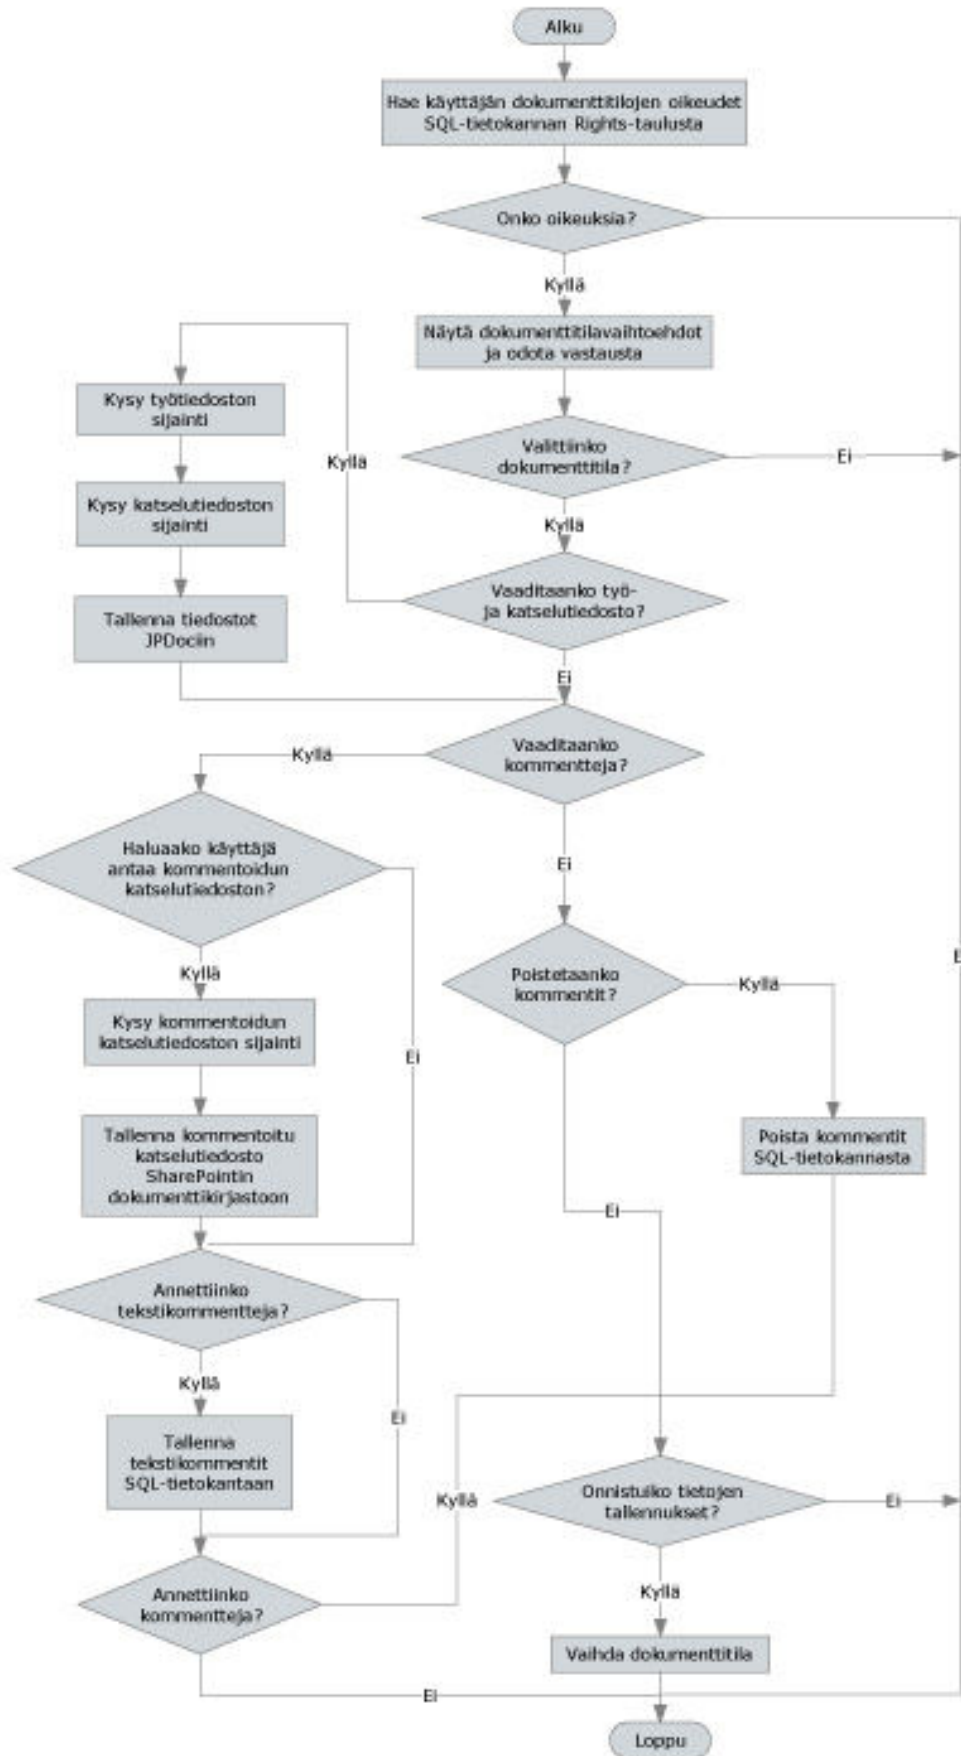 Alku
Hae käyttäjän dokumenttitilojen oikeudet
SQL-tietokannan Rights-taulusta
Onko oikeuksia?
Kyllä
Näytä dokumenttitilavaihtoehdot
ja odota vastausta
Kysy työtiedoston
sijainti
Valittiinko
dokumenttitila?
Ei
Kyllä
Kysy katselutiedoston
sijainti
Kyllä
Vaaditaanko työ-
ja katselutiedosto?
Tallenna tiedostot
JPDociin
Ei
Vaaditaanko
kommentteja?
Kyllä
Haluaako käyttäjä
antaa kommentoidun
katselutiedoston?
Ei
Kyllä
Poistetaanko
kommentit?
Kyllä
Kysy kommentoidun
katselutiedoston sijainti
Ei
Tallenna kommentoitu
katselutiedosto
SharePointin
dokumenttikirjastoon
Poista kommentit
SQL-tietokannasta
Ei
Annettiinko
tekstikommentteja?
Kyllä
Ei
Tallenna
tekstikommentit
SQL-tietokantaan
Kyllä
Onnistuiko tietojen
tallennukset?
Ei
Annettiinko
kommentteja?
Kyllä
Vaihda dokumenttitila
Ei
Loppu